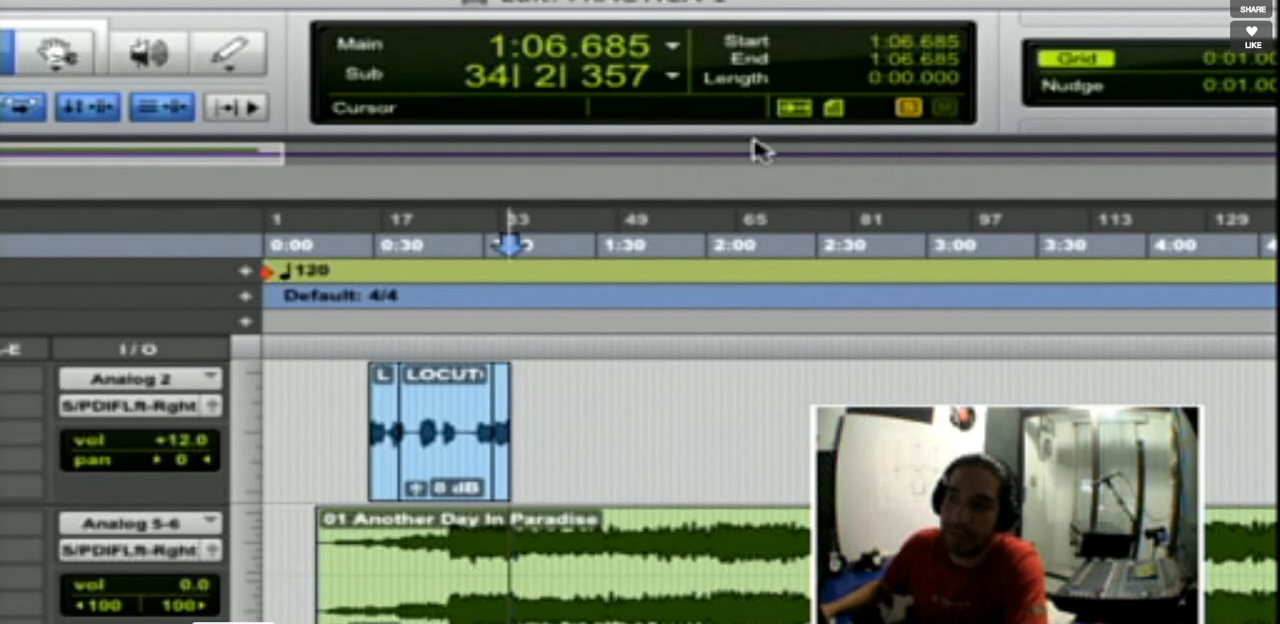 SHARE
LIKE
Main 1:06.685
Sub 34| 2| 357
Cursor
Start 1:06.685
End 1:06.685
Length 0:00.000
Grid 0:01.00
Nudge 0:01.00
1 17 33 49 65 81 97 113 129
0:00 0:30 1:30 2:00 2:30 3:00 3:30 4:00
120
Default: 4/4
I/O
Analog 2
S/PDIFLft-Rght
vol +12.0
pan 0
L LOCUT
8 dB
Analog 5-6
S/PDIFLft-Rght
vol 0.0
100 100
01 Another Day In Paradise